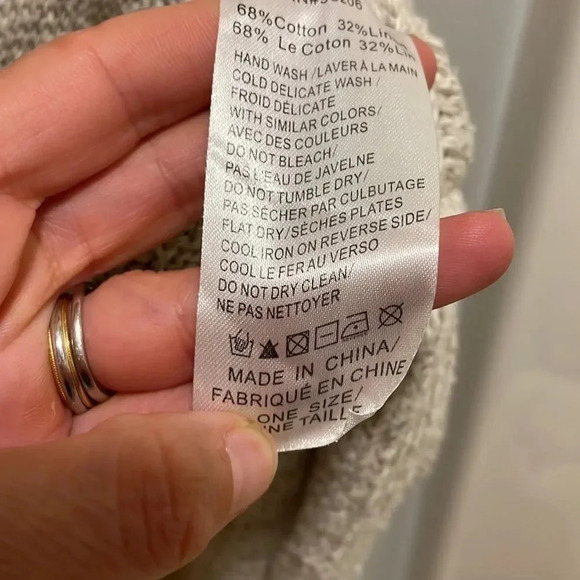 68%Cotton 32%Lin
68% Le Coton 32%Lin
HAND WASH /LAVER À LA MAIN
COLD DELICATE WASH /
FROID DÉLICATE
WITH SIMILAR COLORS/
AVEC DES COULEURS
DO NOT BLEACH/
PAS L'EAU DE JAVELNE
DO NOT TUMBLE DRY/
PAS SÉCHER PAR CULBUTAGE
FLAT DRY/SÈCHES PLATES
COOL IRON ON REVERSE SIDE/
COOL LE FER AU VERSO
DO NOT DRY CLEAN/
NE PAS NETTOYER
MADE IN CHINA/
FABRIQUÉ EN CHINE
ONE SIZE/
UNE TAILLE